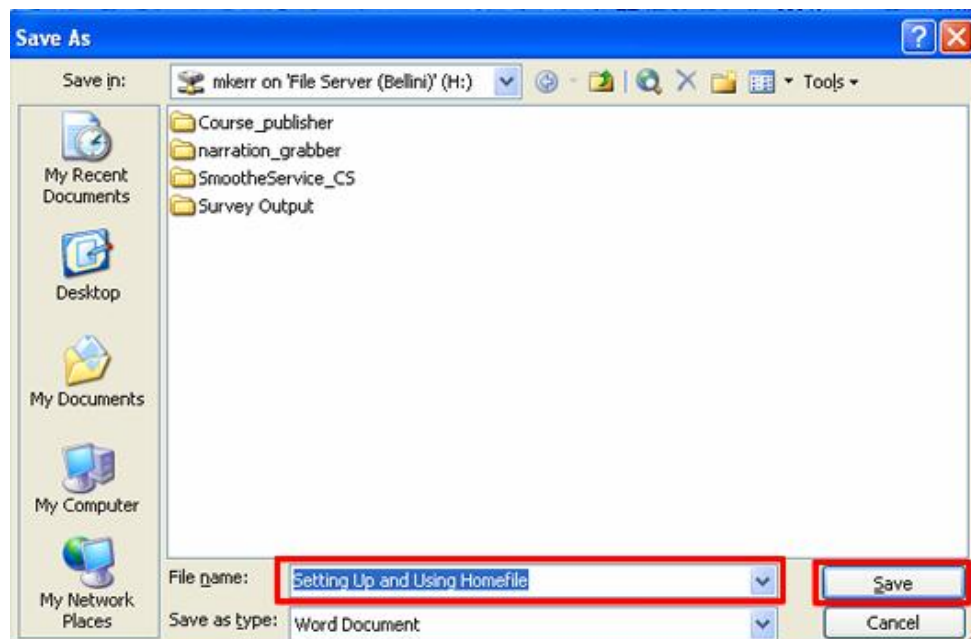 Save As
Save in:
mkerr on 'File Server (Bellini)' (H:)
Tools
My Recent
Documents
Desktop
My Documents
My Computer
My Network
Places
Course_publisher
narration_grabber
SmootheService_CS
Survey Output
File name:
Setting Up and Using Homefile
Save
Save as type:
Word Document
Cancel